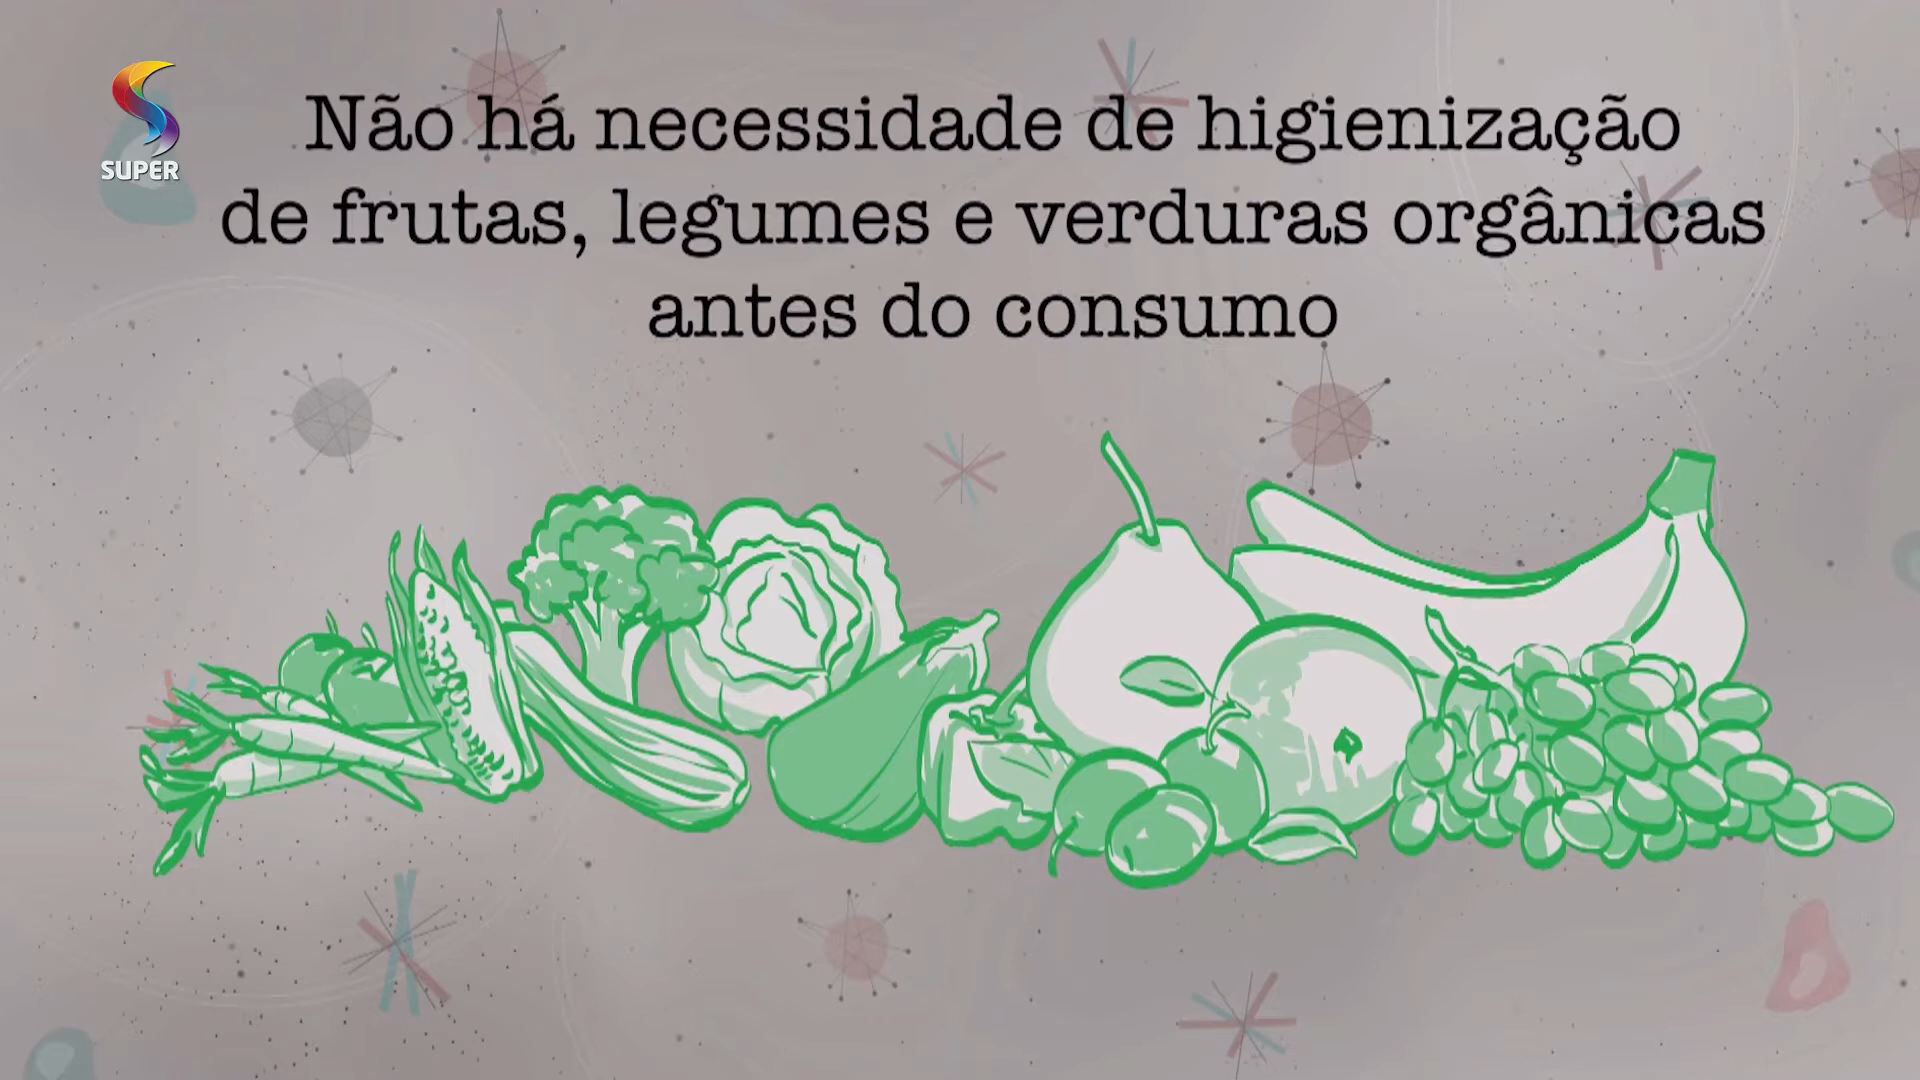 SUPER
Não há necessidade de higienização
de frutas, legumes e verduras orgânicas
antes do consumo